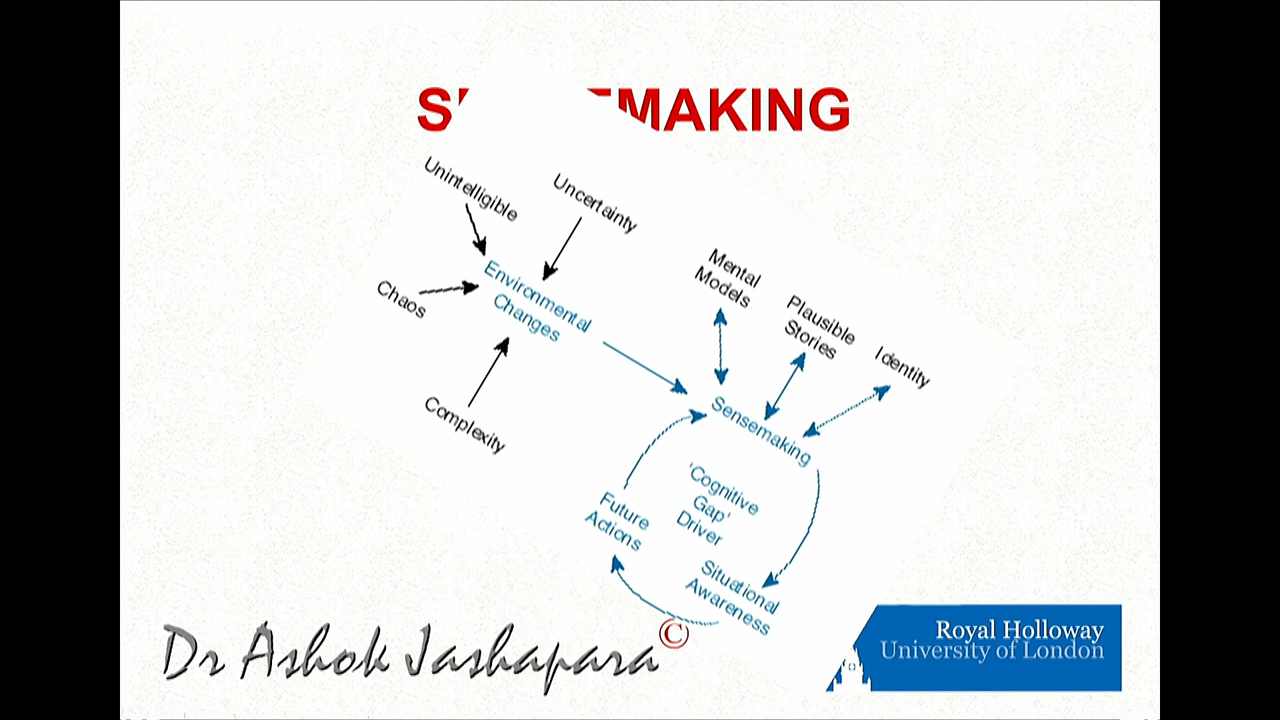 S EMAKING
Unintelligible
Uncertainty
Environmental
Changes
Chaos
Complexity
Mental
Models
Plausible
Stories
Identity
Sensemaking
'Cognitive
Gap'
Driver
Future
Actions
Situational
Awareness
Dr Ashok Jashapara ©
Royal Holloway
University of London